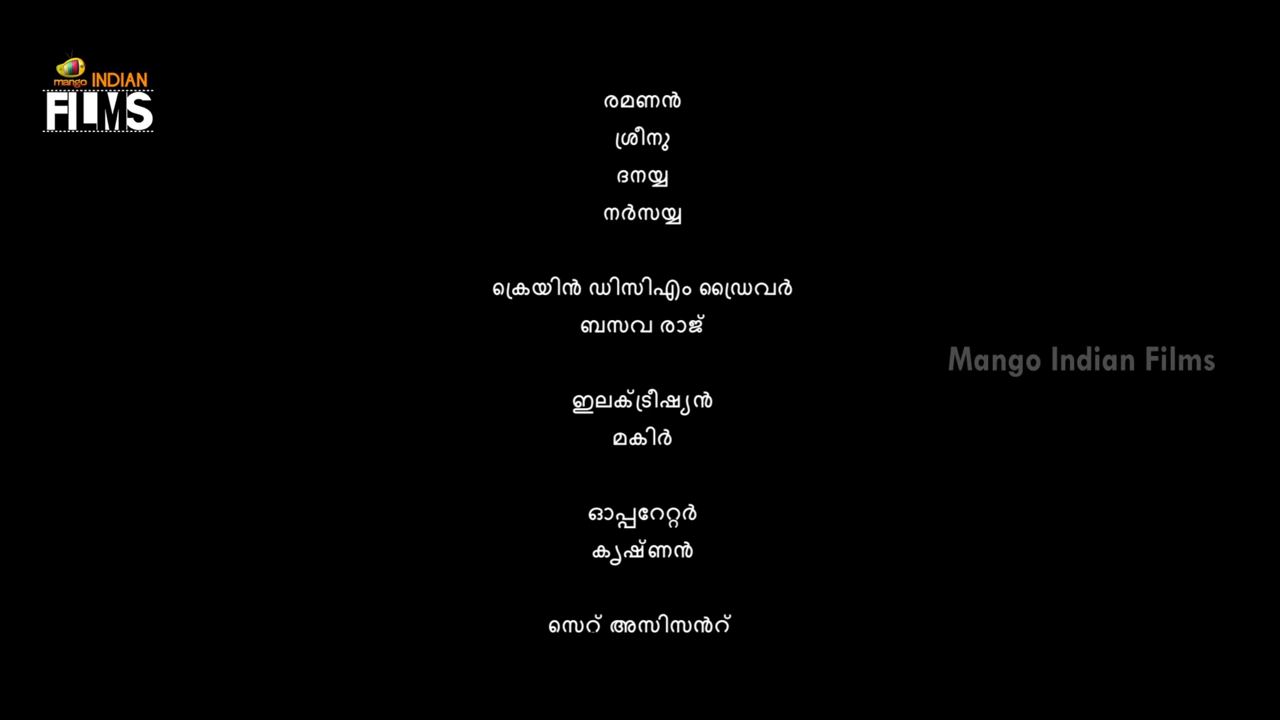 mango INDIAN
FILMS
രമണൻ
ശ്രീനു
ദനയ്യ
നർസയ്യ
ക്രെയിൻ ഡിസിഎം ഡ്രൈവർ
ബസവ രാജ്
Mango Indian Films
ഇലക്ട്രീഷ്യൻ
മകിർ
ഓപ്പറേറ്റർ
കൃഷ്ണൻ
സെറ് അസിസൻറ്